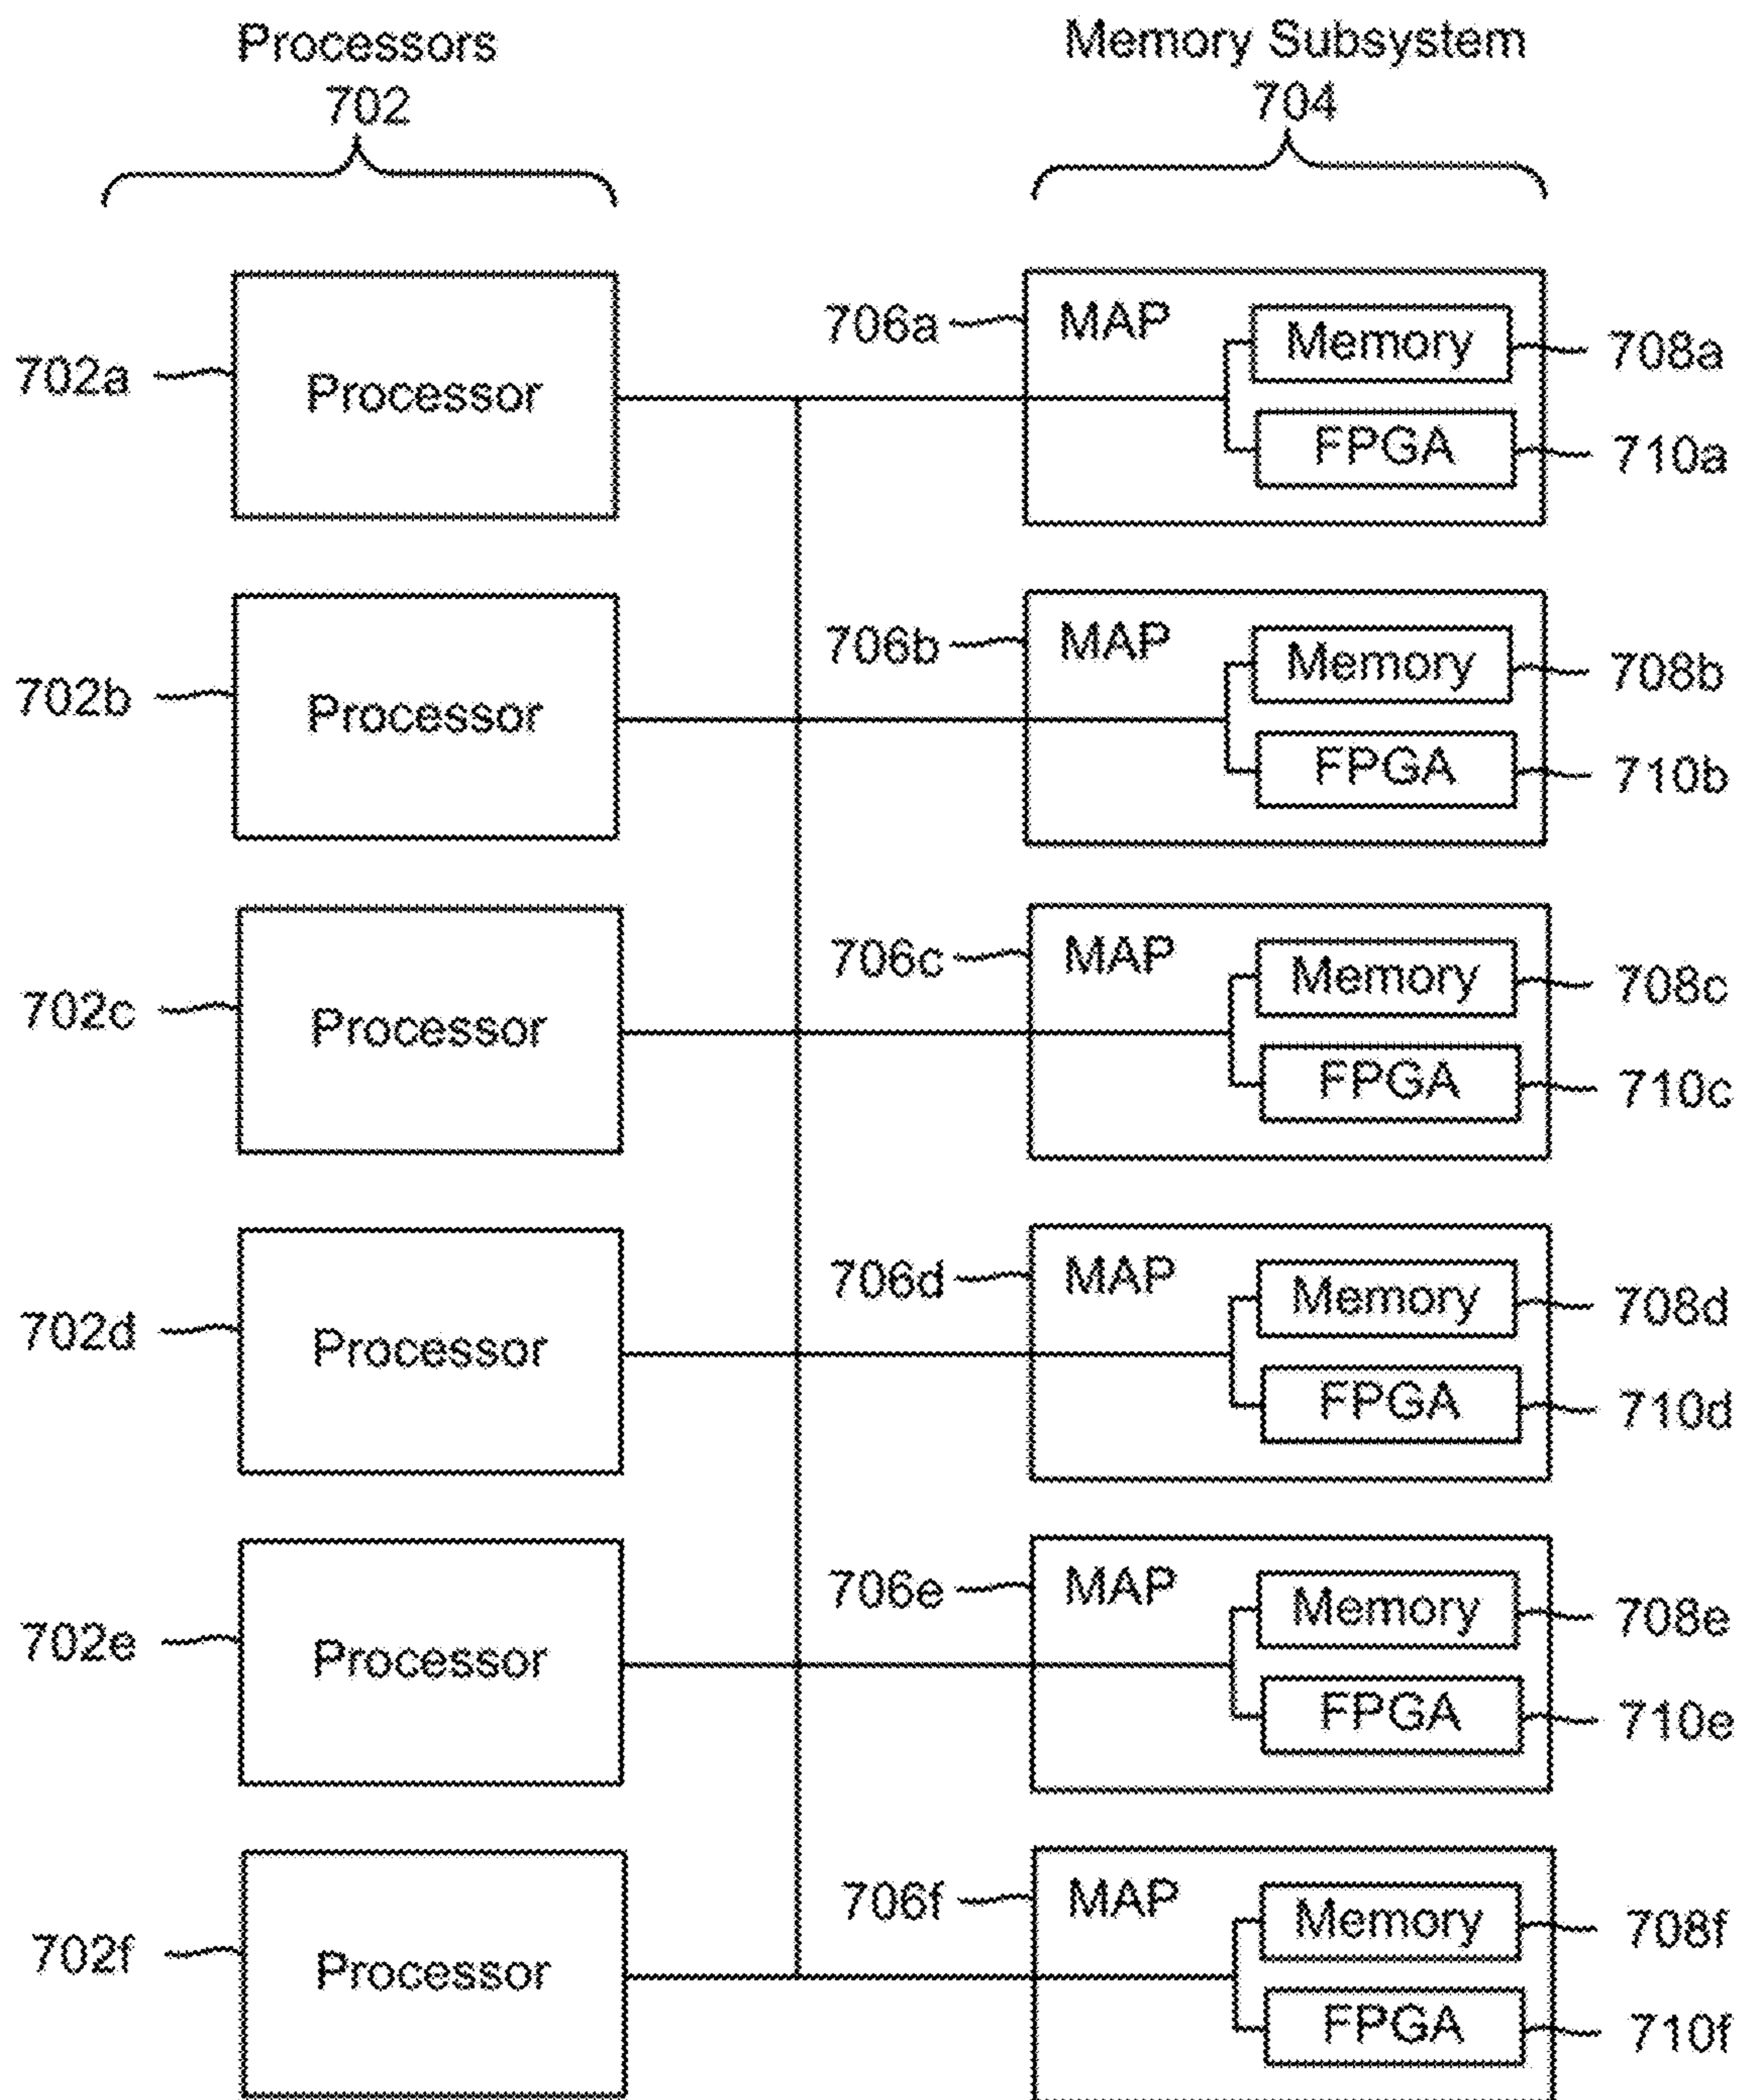 Processors
702
Memory Subsystem
704
706a
MAP
Memory
708a
702a
Processor
FPGA
710a
706b
MAP
Memory
708b
702b
Processor
FPGA
710b
706c
MAP
Memory
708c
702c
Processor
FPGA
710c
706d
MAP
Memory
708d
702d
Processor
FPGA
710d
706e
MAP
Memory
708e
702e
Processor
FPGA
710e
706f
MAP
Memory
708f
702f
Processor
FPGA
710f